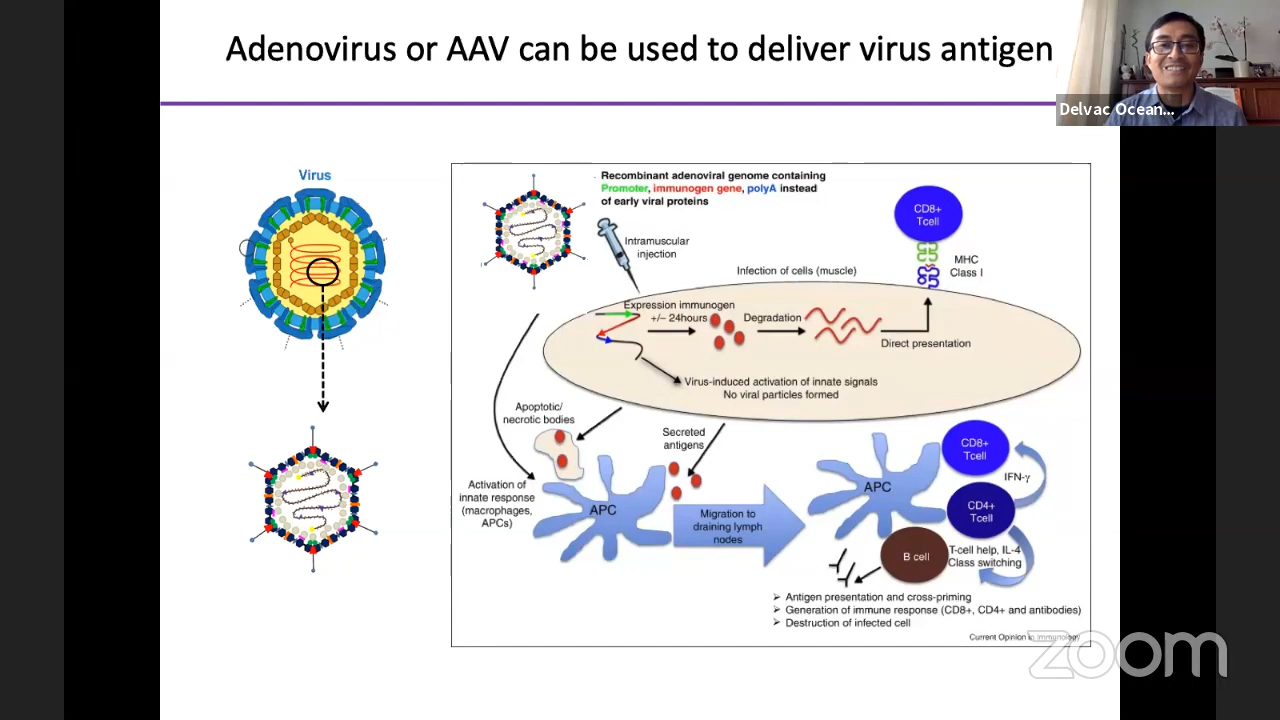 Adenovirus or AAV can be used to deliver virus antigen
Delvac Ocean...
Virus
Recombinant adenoviral genome containing
Promoter, immunogen gene, polyA instead
of early viral proteins
Intramuscular
injection
CD8+
Tcell
MHC
Class I
Infection of cells (muscle)
Expression immunogen
+/– 24hours
Degradation
Direct presentation
Virus-induced activation of innate signals
No viral particles formed
Apoptotic/
necrotic bodies
Secreted
antigens
Activation of
innate response
(macrophages,
APCs)
APC
Migration to
draining lymph
nodes
APC
CD8+
Tcell
IFN-γ
CD4+
Tcell
B cell
T-cell help, IL-4
Class switching
➢ Antigen presentation and cross-priming
➢ Generation of immune response (CD8+, CD4+ and antibodies)
➢ Destruction of infected cell
Current Opinion in Immunology
zoom